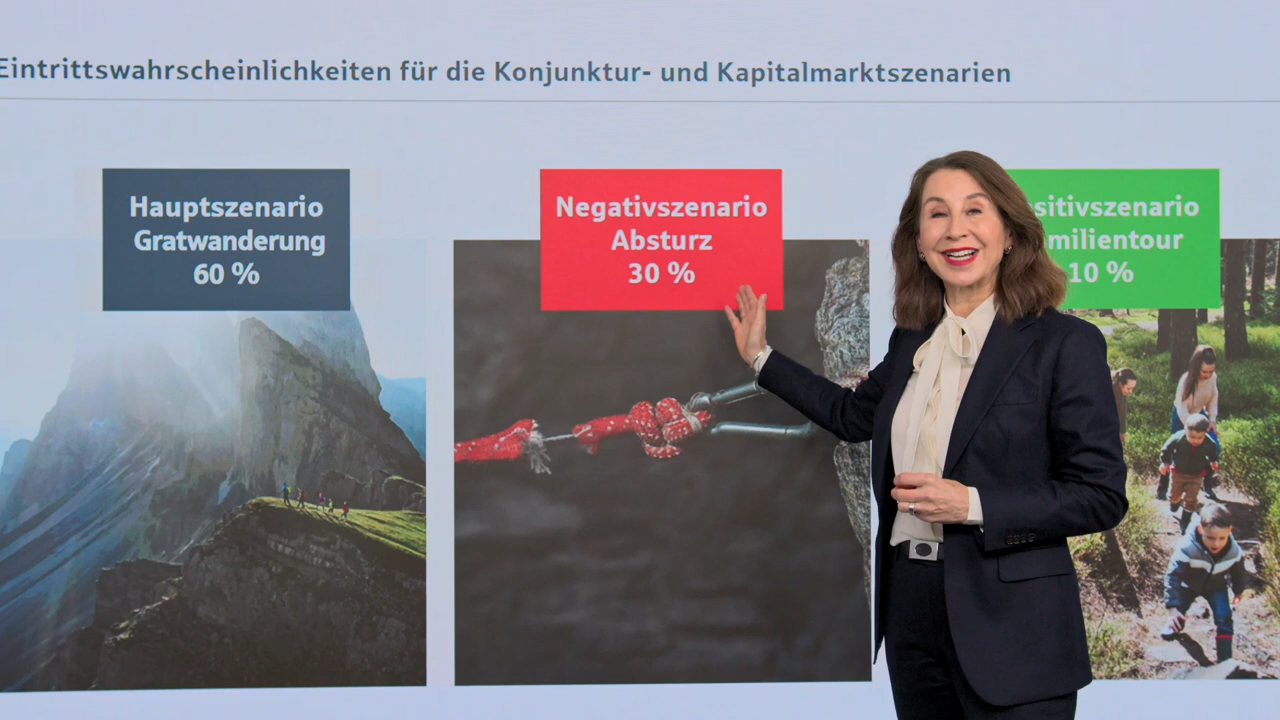 Eintrittswahrscheinlichkeiten für die Konjunktur- und Kapitalmarktszenarien
Hauptszenario
Gratwanderung
60 %
Negativszenario
Absturz
30 %
10 %